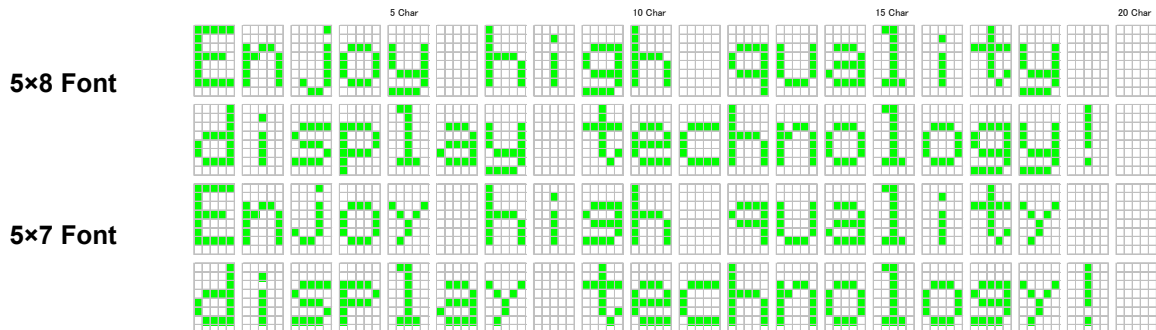 5 Char 10 Char 15 Char 20 Char
5×8 Font
Enjoy high quality
display technology!
5×7 Font
Enjoy high quality
display technology!